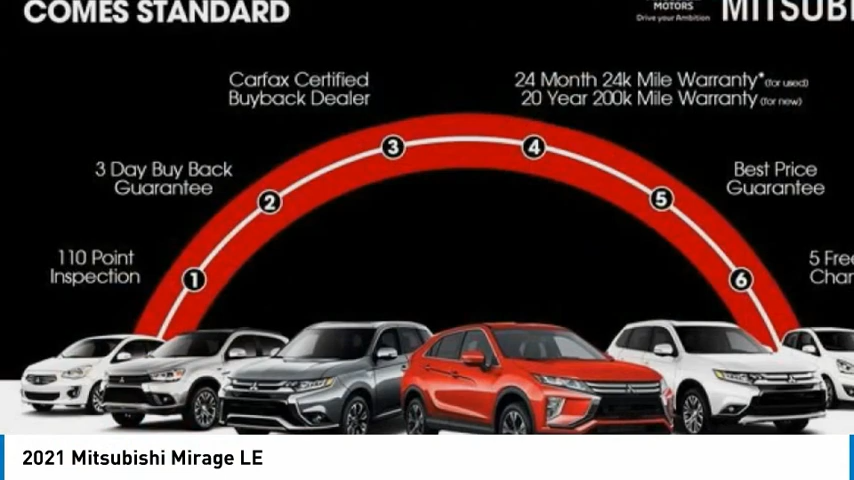 COMES STANDARD
MOTORS
Drive your Ambition
Carfax Certified
Buyback Dealer
24 Month 24k Mile Warranty* (for used)
20 Year 200k Mile Warranty (for new)
3 Day Buy Back
Guarantee
Best Price
Guarantee
110 Point
Inspection
5 Free
1
2
3
4
5
6
2021 Mitsubishi Mirage LE